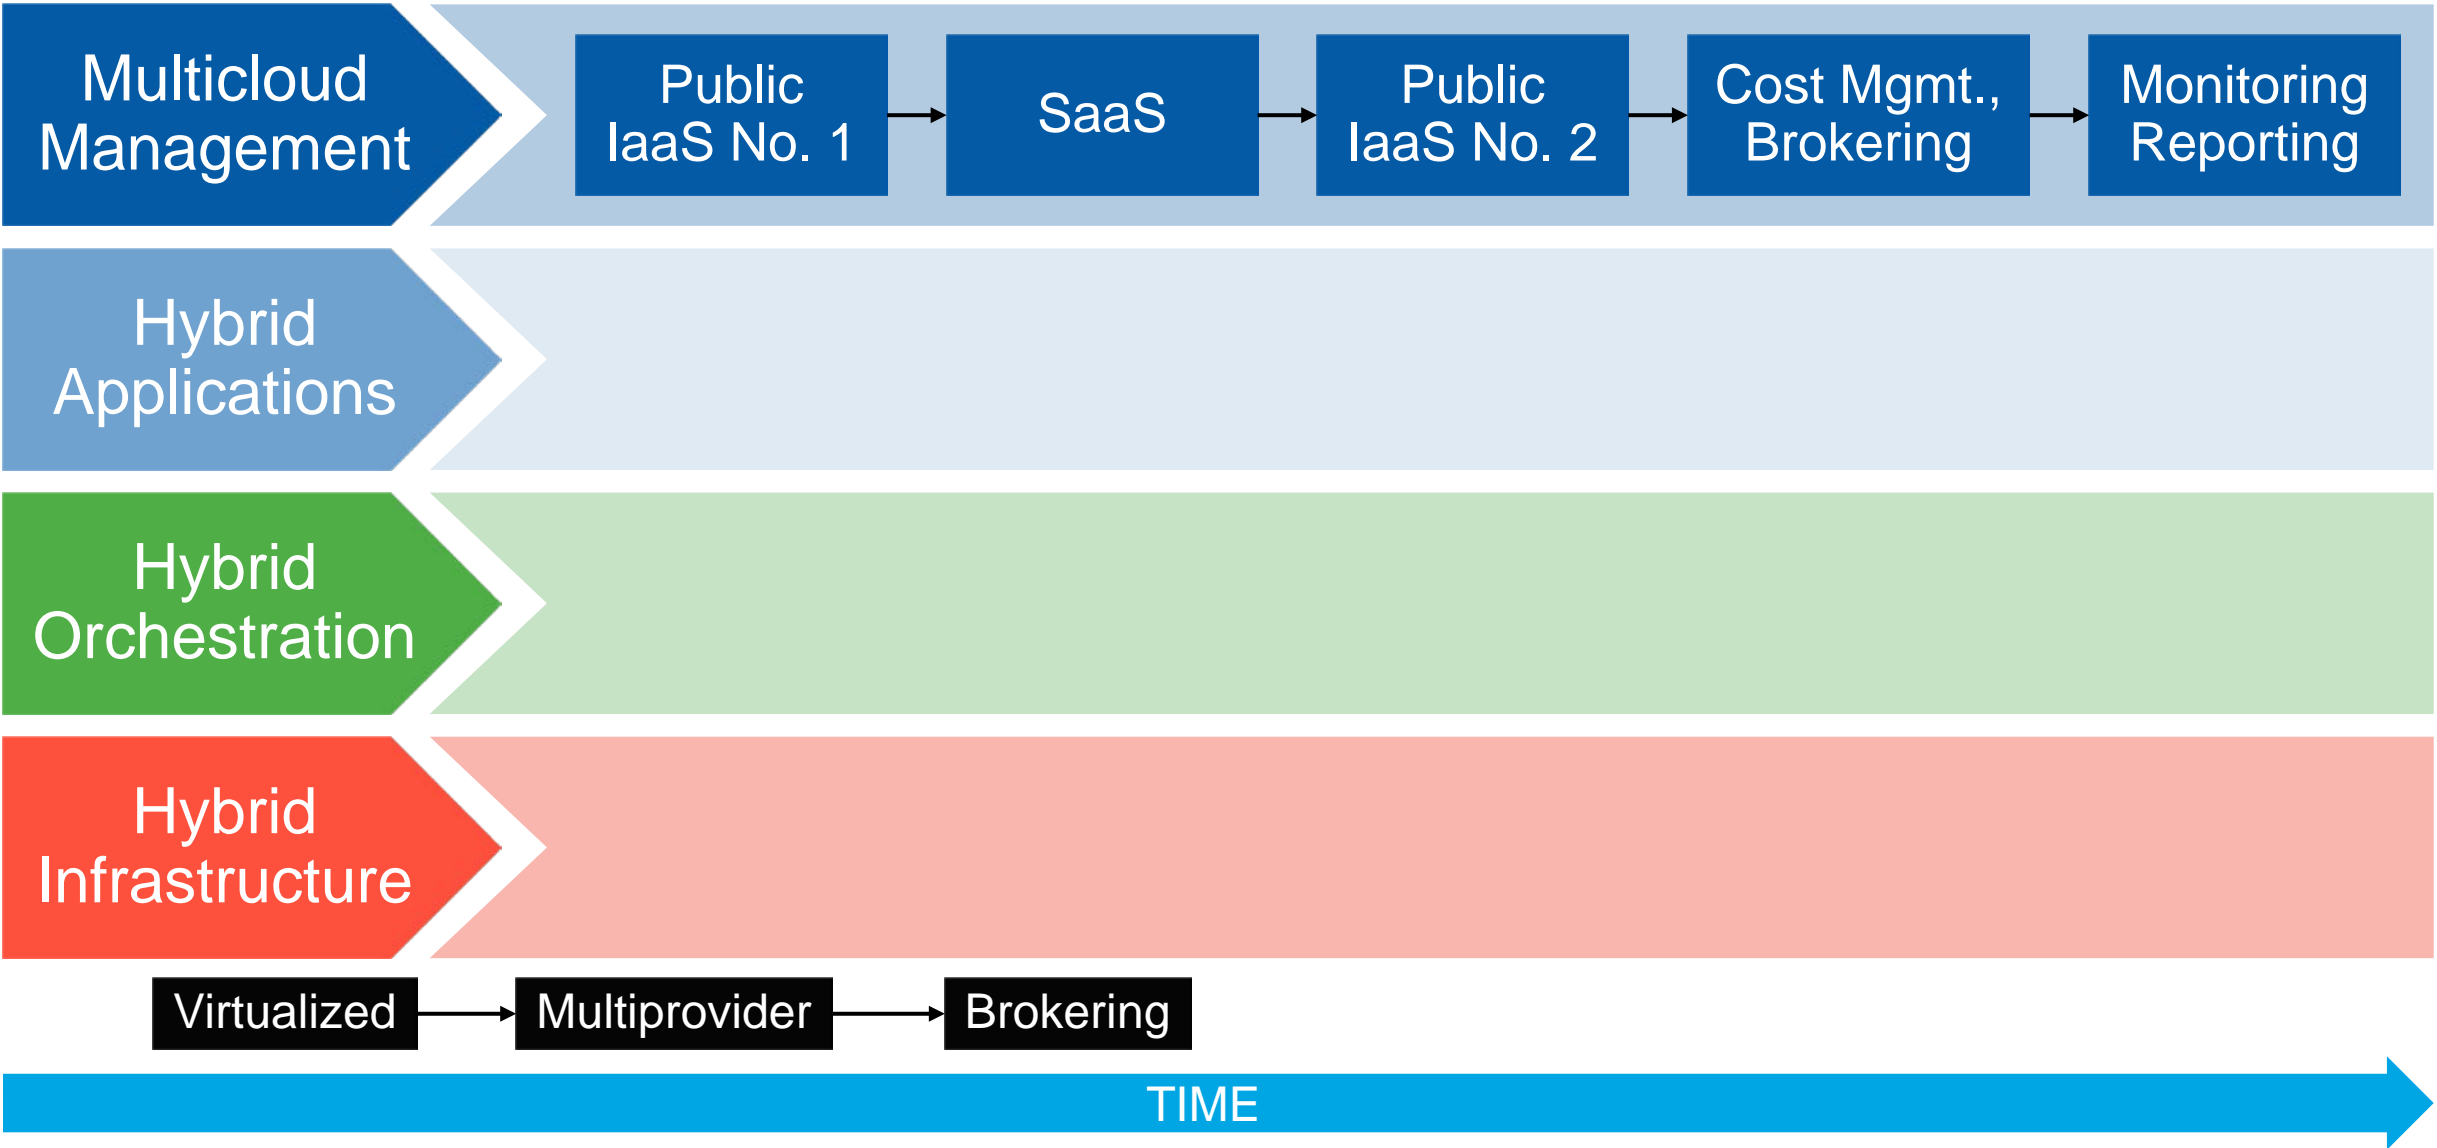 Multicloud
Management
Public
IaaS No. 1
SaaS
Public
IaaS No. 2
Cost Mgmt.,
Brokering
Monitoring
Reporting
Hybrid
Applications
Hybrid
Orchestration
Hybrid
Infrastructure
Virtualized
Multiprovider
Brokering
TIME